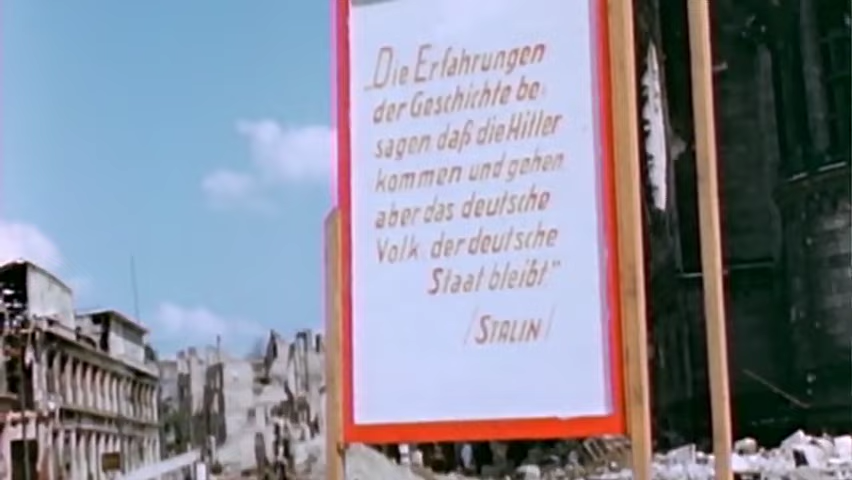 „Die Erfahrungen
der Geschichte be-
sagen daß die Hitler
kommen und gehen
aber das deutsche
Volk, der deutsche
Staat bleibt."
/STALIN/